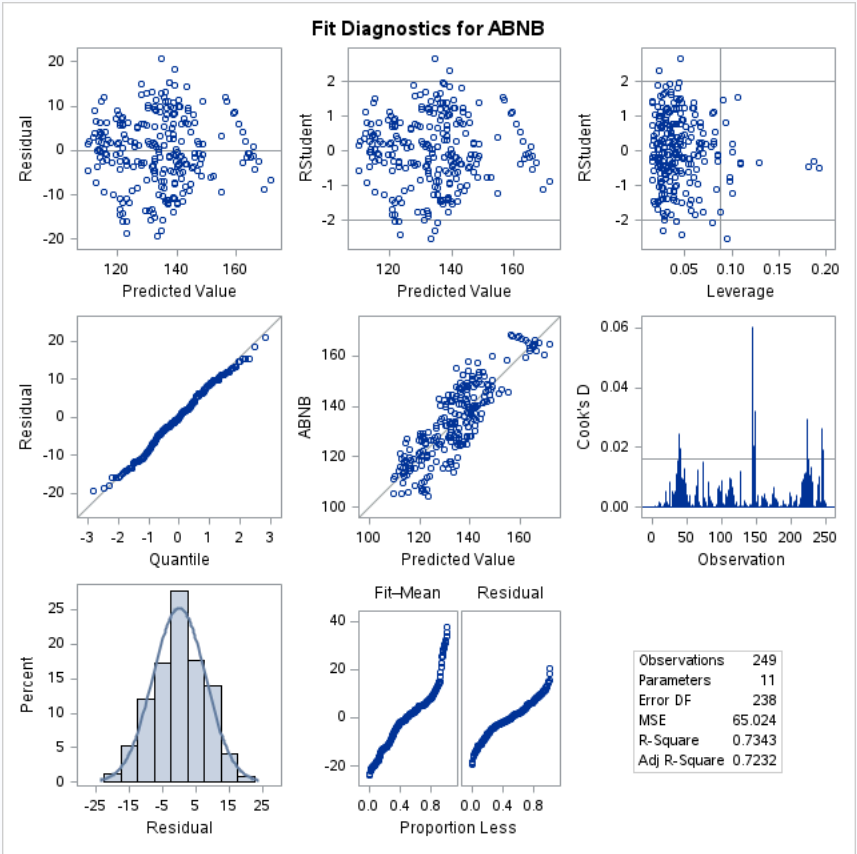 Fit Diagnostics for ABNB
20
10
0
-10
-20
Residual
120 140 160
Predicted Value
2
1
0
-1
-2
RStudent
120 140 160
Predicted Value
2
1
0
-1
-2
RStudent
0.05 0.10 0.15 0.20
Leverage
20
10
0
-10
-20
Residual
-3 -2 -1 0 1 2 3
Quantile
160
140
120
100
ABNB
100 120 140 160
Predicted Value
0.06
0.04
0.02
0.00
Cook's D
0 50 100 150 200 250
Observation
25
20
15
10
5
0
Percent
-25 -15 -5 5 15 25
Residual
Fit–Mean Residual
40
20
0
-20
0.0 0.4 0.8 0.0 0.4 0.8
Proportion Less
Observations 249
Parameters 11
Error DF 238
MSE 65.024
R-Square 0.7343
Adj R-Square 0.7232